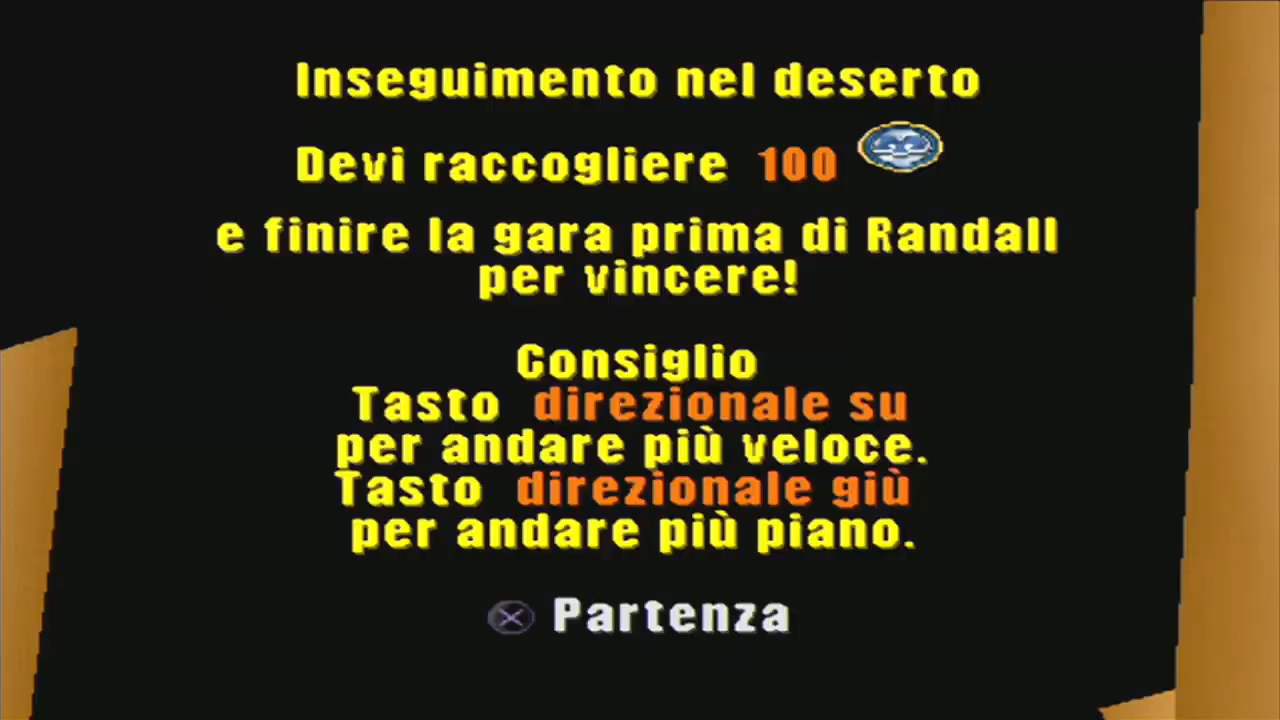 Inseguimento nel deserto
Devi raccogliere 100
e finire la gara prima di Randall
per vincere!
Consiglio
Tasto direzionale su
per andare più veloce.
Tasto direzionale giù
per andare più piano.
Partenza